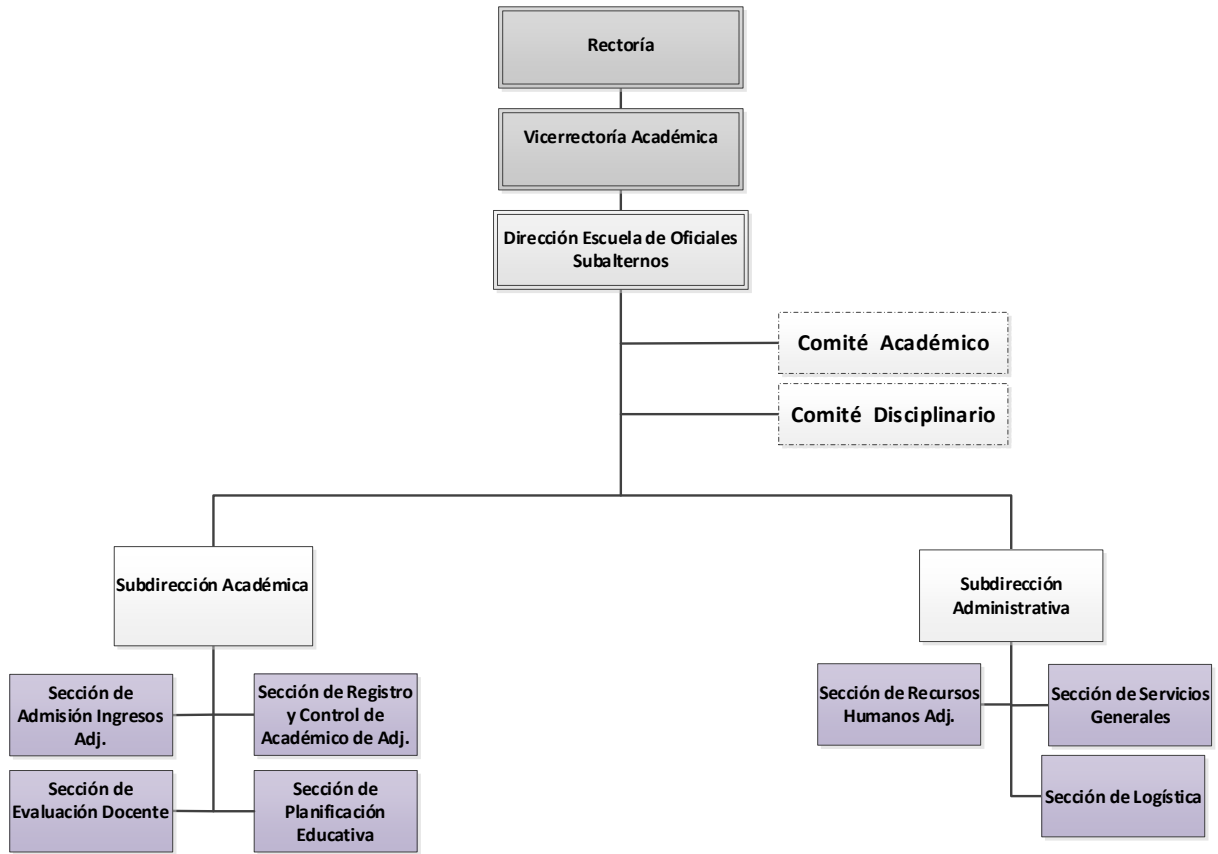 Rectoría
Vicerrectoría Académica
Dirección Escuela de Oficiales
Subalternos
Comité Académico
Comité Disciplinario
Subdirección Académica
Subdirección
Administrativa
Sección de
Admisión Ingresos
Adj.
Sección de Registro
y Control de
Académico de Adj.
Sección de
Evaluación Docente
Sección de
Planificación
Educativa
Sección de Recursos
Humanos Adj.
Sección de Servicios
Generales
Sección de Logística